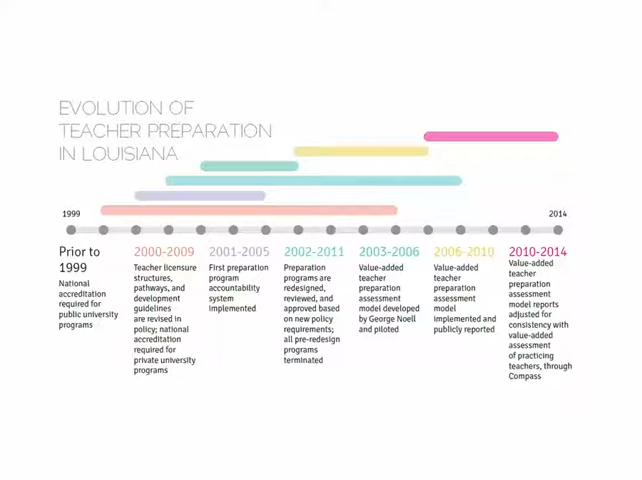 EVOLUTION OF
TEACHER PREPARATION
IN LOUISIANA
1999
2014
Prior to
1999
National
accreditation
required for
public university
programs
2000-2009
Teacher licensure
structures,
pathways, and
development
guidelines
are revised in
policy; national
accreditation
required for
private university
programs
2001-2005
First preparation
program
accountability
system
implemented
2002-2011
Preparation
programs are
redesigned,
reviewed, and
approved based
on new policy
requirements;
all pre-redesign
programs
terminated
2003-2006
Value-added
teacher
preparation
assessment
model developed
by George Noell
and piloted
2006-2010
Value-added
teacher
preparation
assessment
model
implemented and
publicly reported
2010-2014
Value-added
teacher
preparation
assessment
model reports
adjusted for
consistency with
value-added
assessment
of practicing
teachers, through
Compass